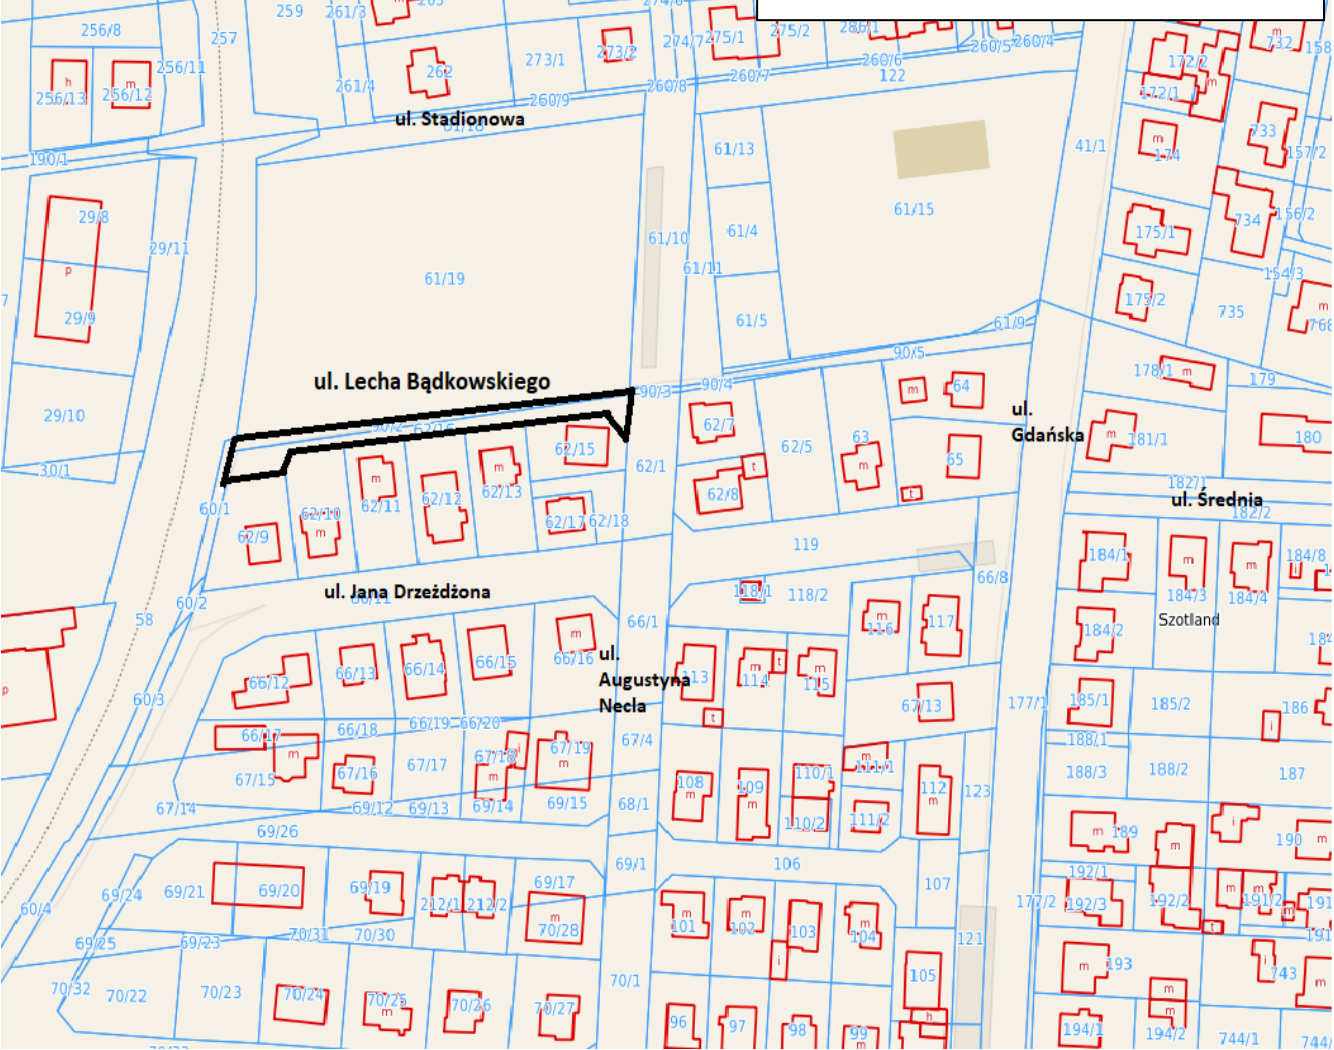 259
261/3
263
274/6
256/8
257
274/7
275/1
275/2
286/1
260/5
260/4
732
158
256/11
262
273/1
273/2
260/6
172/2
h
m
m
256/13
256/12
261/4
260/9
260/8
260/7
122
172/1
m
ul. Stadionowa
61/18
733
190/1
61/13
41/1
m
174
157/2
29/8
61/15
734
156/2
29/11
61/4
61/10
175/1
p
61/11
154/3
61/19
175/2
m
29/9
61/5
61/9
735
768
90/5
ul. Lecha Bądkowskiego
90/3
90/4
m
64
178/1
m
179
29/10
ul.
Gdańska
90/2
62/16
62/7
63
m
181/1
180
62/15
62/5
30/1
m
m
62/1
t
m
65
182/1
62/11
62/12
62/13
62/8
t
ul. Średnia
60/1
62/10
62/17
62/18
182/2
m
62/9
119
184/1
m
m
184/8
i
66/8
ul. Jana Drzeżdżona
66/11
118/1
118/2
184/3
184/4
60/2
58
66/1
116
m
117
Szotland
184/2
m
66/16
ul.
Augustyna
Necla
66/15
66/14
66/13
66/12
113
m
t
m
114
115
p
60/3
67/13
177/1
185/1
185/2
186
t
i
66/17
66/18
66/19
66/20
67/4
188/1
m
67/18
i
67/19
m
m
111/1
67/15
67/16
67/17
m
188/3
188/2
187
108
m
109
m
110/1
112
m
123
67/14
69/12
69/13
69/14
69/15
68/1
110/2
111/2
69/26
m
189
i
190
m
m
69/1
106
192/1
69/24
69/21
69/20
69/19
69/17
107
212/1
212/2
m
m
191/2
m
60/4
m
70/28
m
101
m
102
103
m
104
177/2
192/3
192/2
191
t
69/25
69/23
70/31
70/30
121
i
m
193
i
743
m
105
70/32
70/22
70/23
70/24
70/25
m
70/26
70/27
70/1
m
m
h
96
97
98
99
m
194/1
194/2
744/1
744/